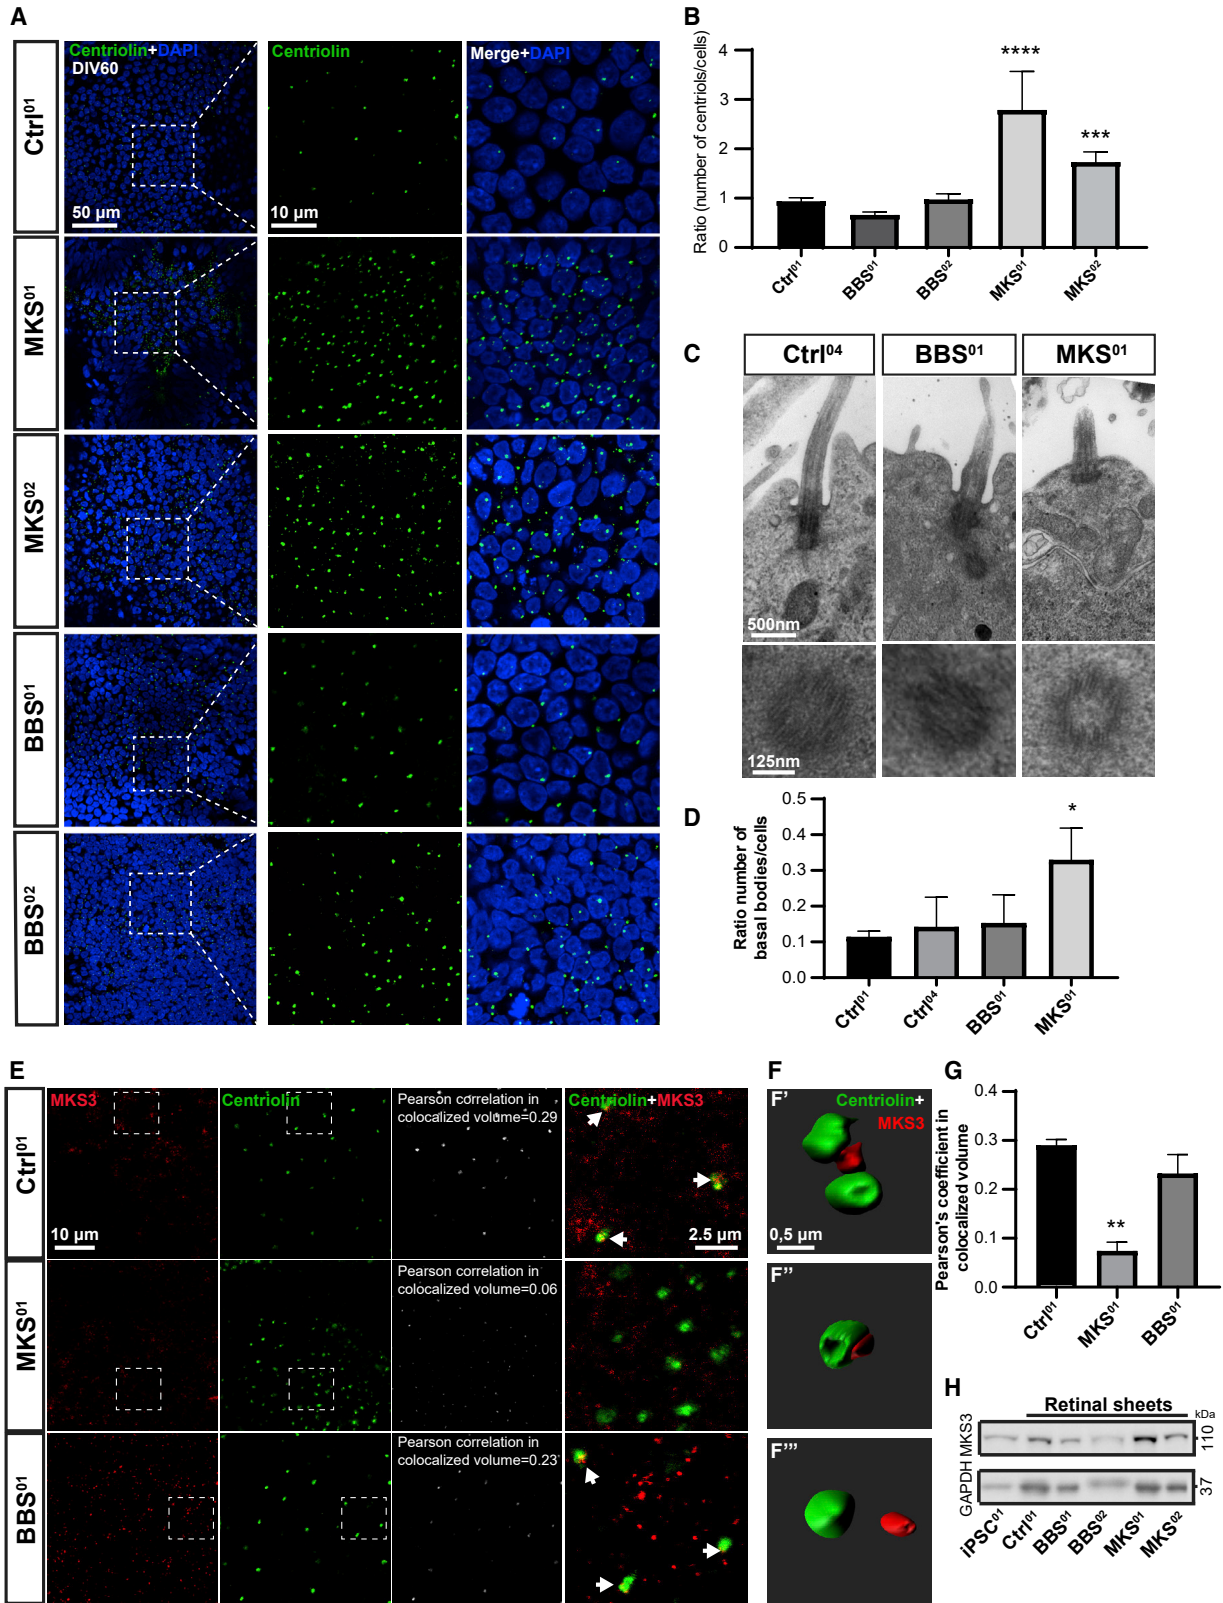 A
Centriolin+DAPI
DIV60
Centriolin
Merge+DAPI
50 µm
10 µm
Ctrl01
MKS01
MKS02
BBS01
BBS02
B
Ratio (number of centriols/cells)
4
3
2
1
0
****
***
Ctrl01
BBS01
BBS02
MKS01
MKS02
C
Ctrl04
BBS01
MKS01
500nm
125nm
D
Ratio number of
basal bodies/cells
0.5
0.4
0.3
0.2
0.1
0.0
*
Ctrl01
Ctrl04
BBS01
MKS01
E
MKS3
Centriolin
Pearson correlation in
colocalized volume=0.29
Centriolin+MKS3
10 µm
2.5 µm
Ctrl01
Pearson correlation in
colocalized volume=0.06
MKS01
Pearson correlation in
colocalized volume=0.23
BBS01
F
F'
Centriolin+
MKS3
0,5 µm
F''
F'''
G
Pearson's coefficient in
colocalized volume
0.4
0.3
0.2
0.1
0.0
**
Ctrl01
MKS01
BBS01
H
Retinal sheets
kDa
MKS3
110
GAPDH
37
iPSC01
Ctrl01
BBS01
BBS02
MKS01
MKS02